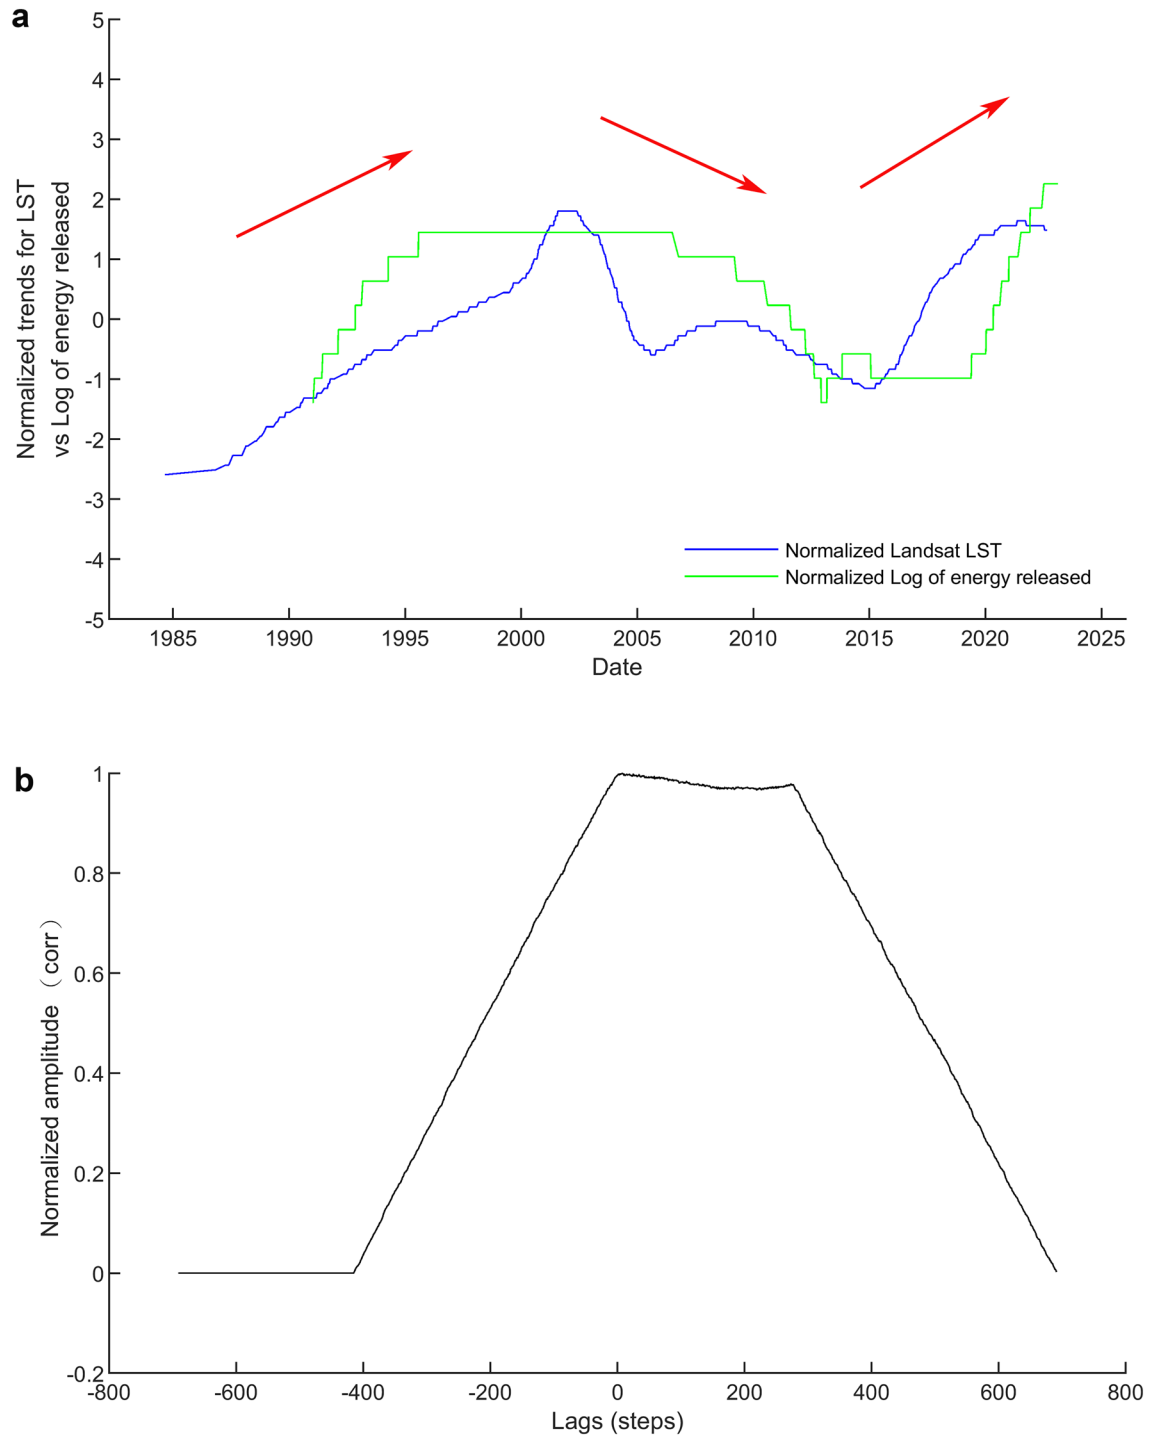 a
5
4
3
2
1
0
-1
-2
-3
-4
-5
Normalized trends for LST
vs Log of energy released
Normalized Landsat LST
Normalized Log of energy released
1985 1990 1995 2000 2005 2010 2015 2020 2025
Date
b
1
0.8
0.6
0.4
0.2
0
-0.2
Normalized amplitude（corr）
-800 -600 -400 -200 0 200 400 600 800
Lags (steps)